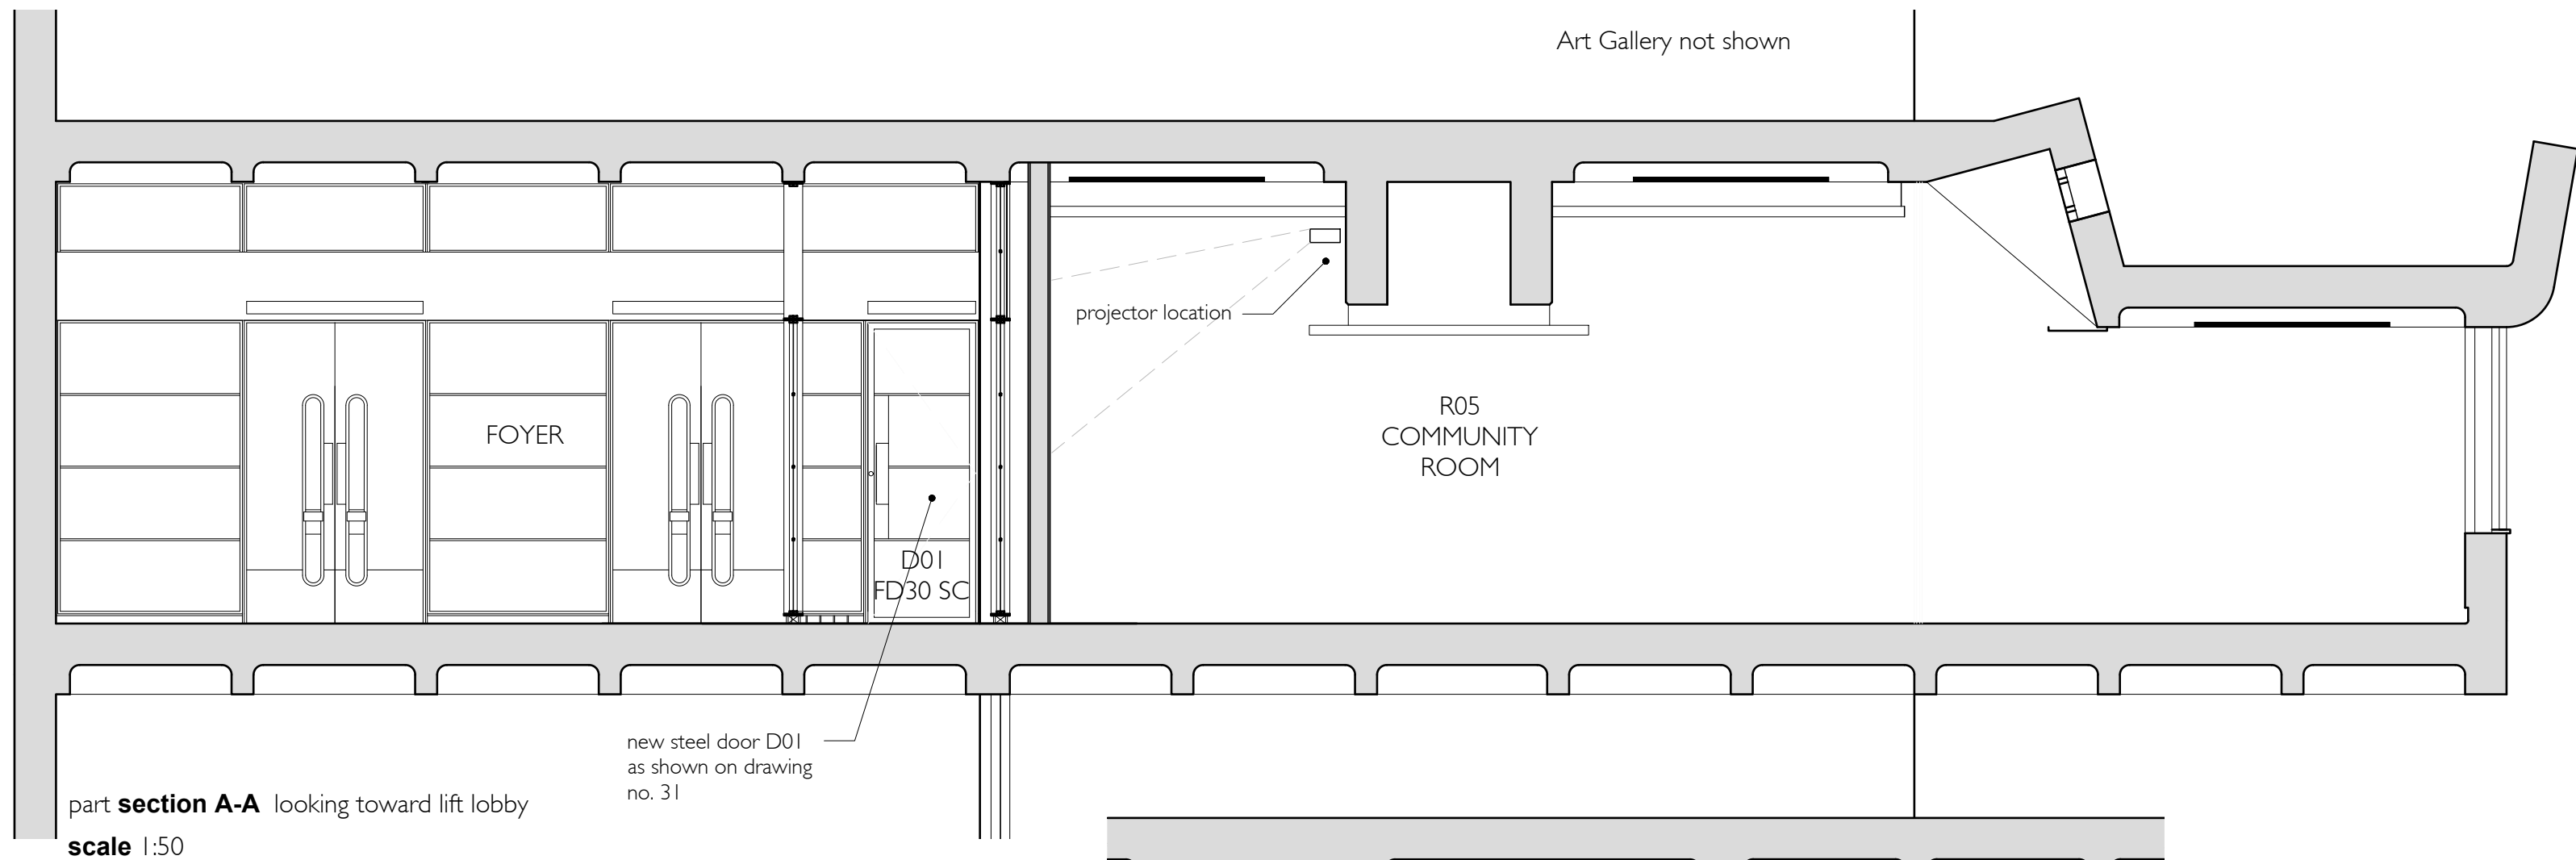 Art Gallery not shown
projector location
R05
COMMUNITY
ROOM
FOYER
D01
FD30 SC
new steel door D01
as shown on drawing
no. 31
part section A-A looking toward lift lobby
scale 1:50